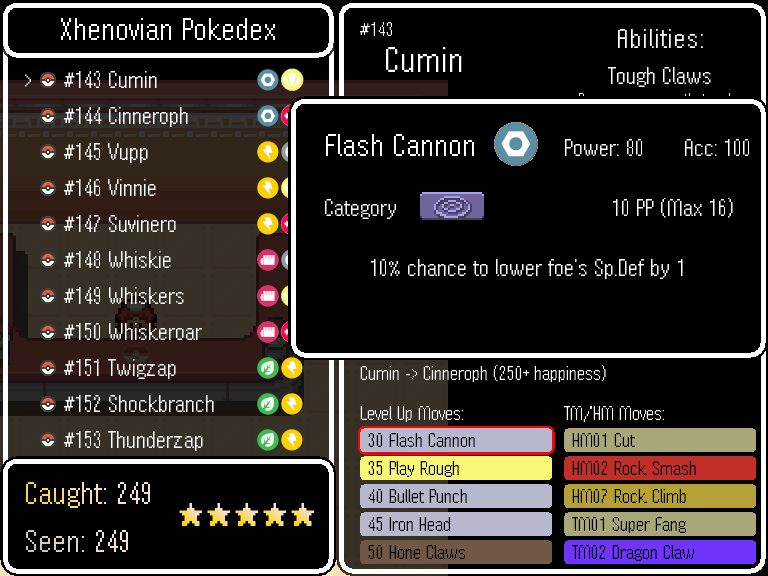 Xhenovian Pokedex
> #143 Cumin
#144 Cinneroph
#145 Vupp
#146 Vinnie
#147 Suvinero
#148 Whiskie
#149 Whiskers
#150 Whiskeroar
#151 Twigzap
#152 Shockbranch
#153 Thunderzap
Caught: 249
Seen: 249
#143
Cumin
Abilities:
Tough Claws
Flash Cannon
Power: 80
Acc: 100
Category
10 PP (Max 16)
10% chance to lower foe's Sp.Def by 1
Cumin -> Cinneroph (250+ happiness)
Level Up Moves:
30 Flash Cannon
35 Play Rough
40 Bullet Punch
45 Iron Head
50 Hone Claws
TM/HM Moves:
HM01 Cut
HM02 Rock Smash
HM07 Rock Climb
TM01 Super Fang
TM02 Dragon Claw